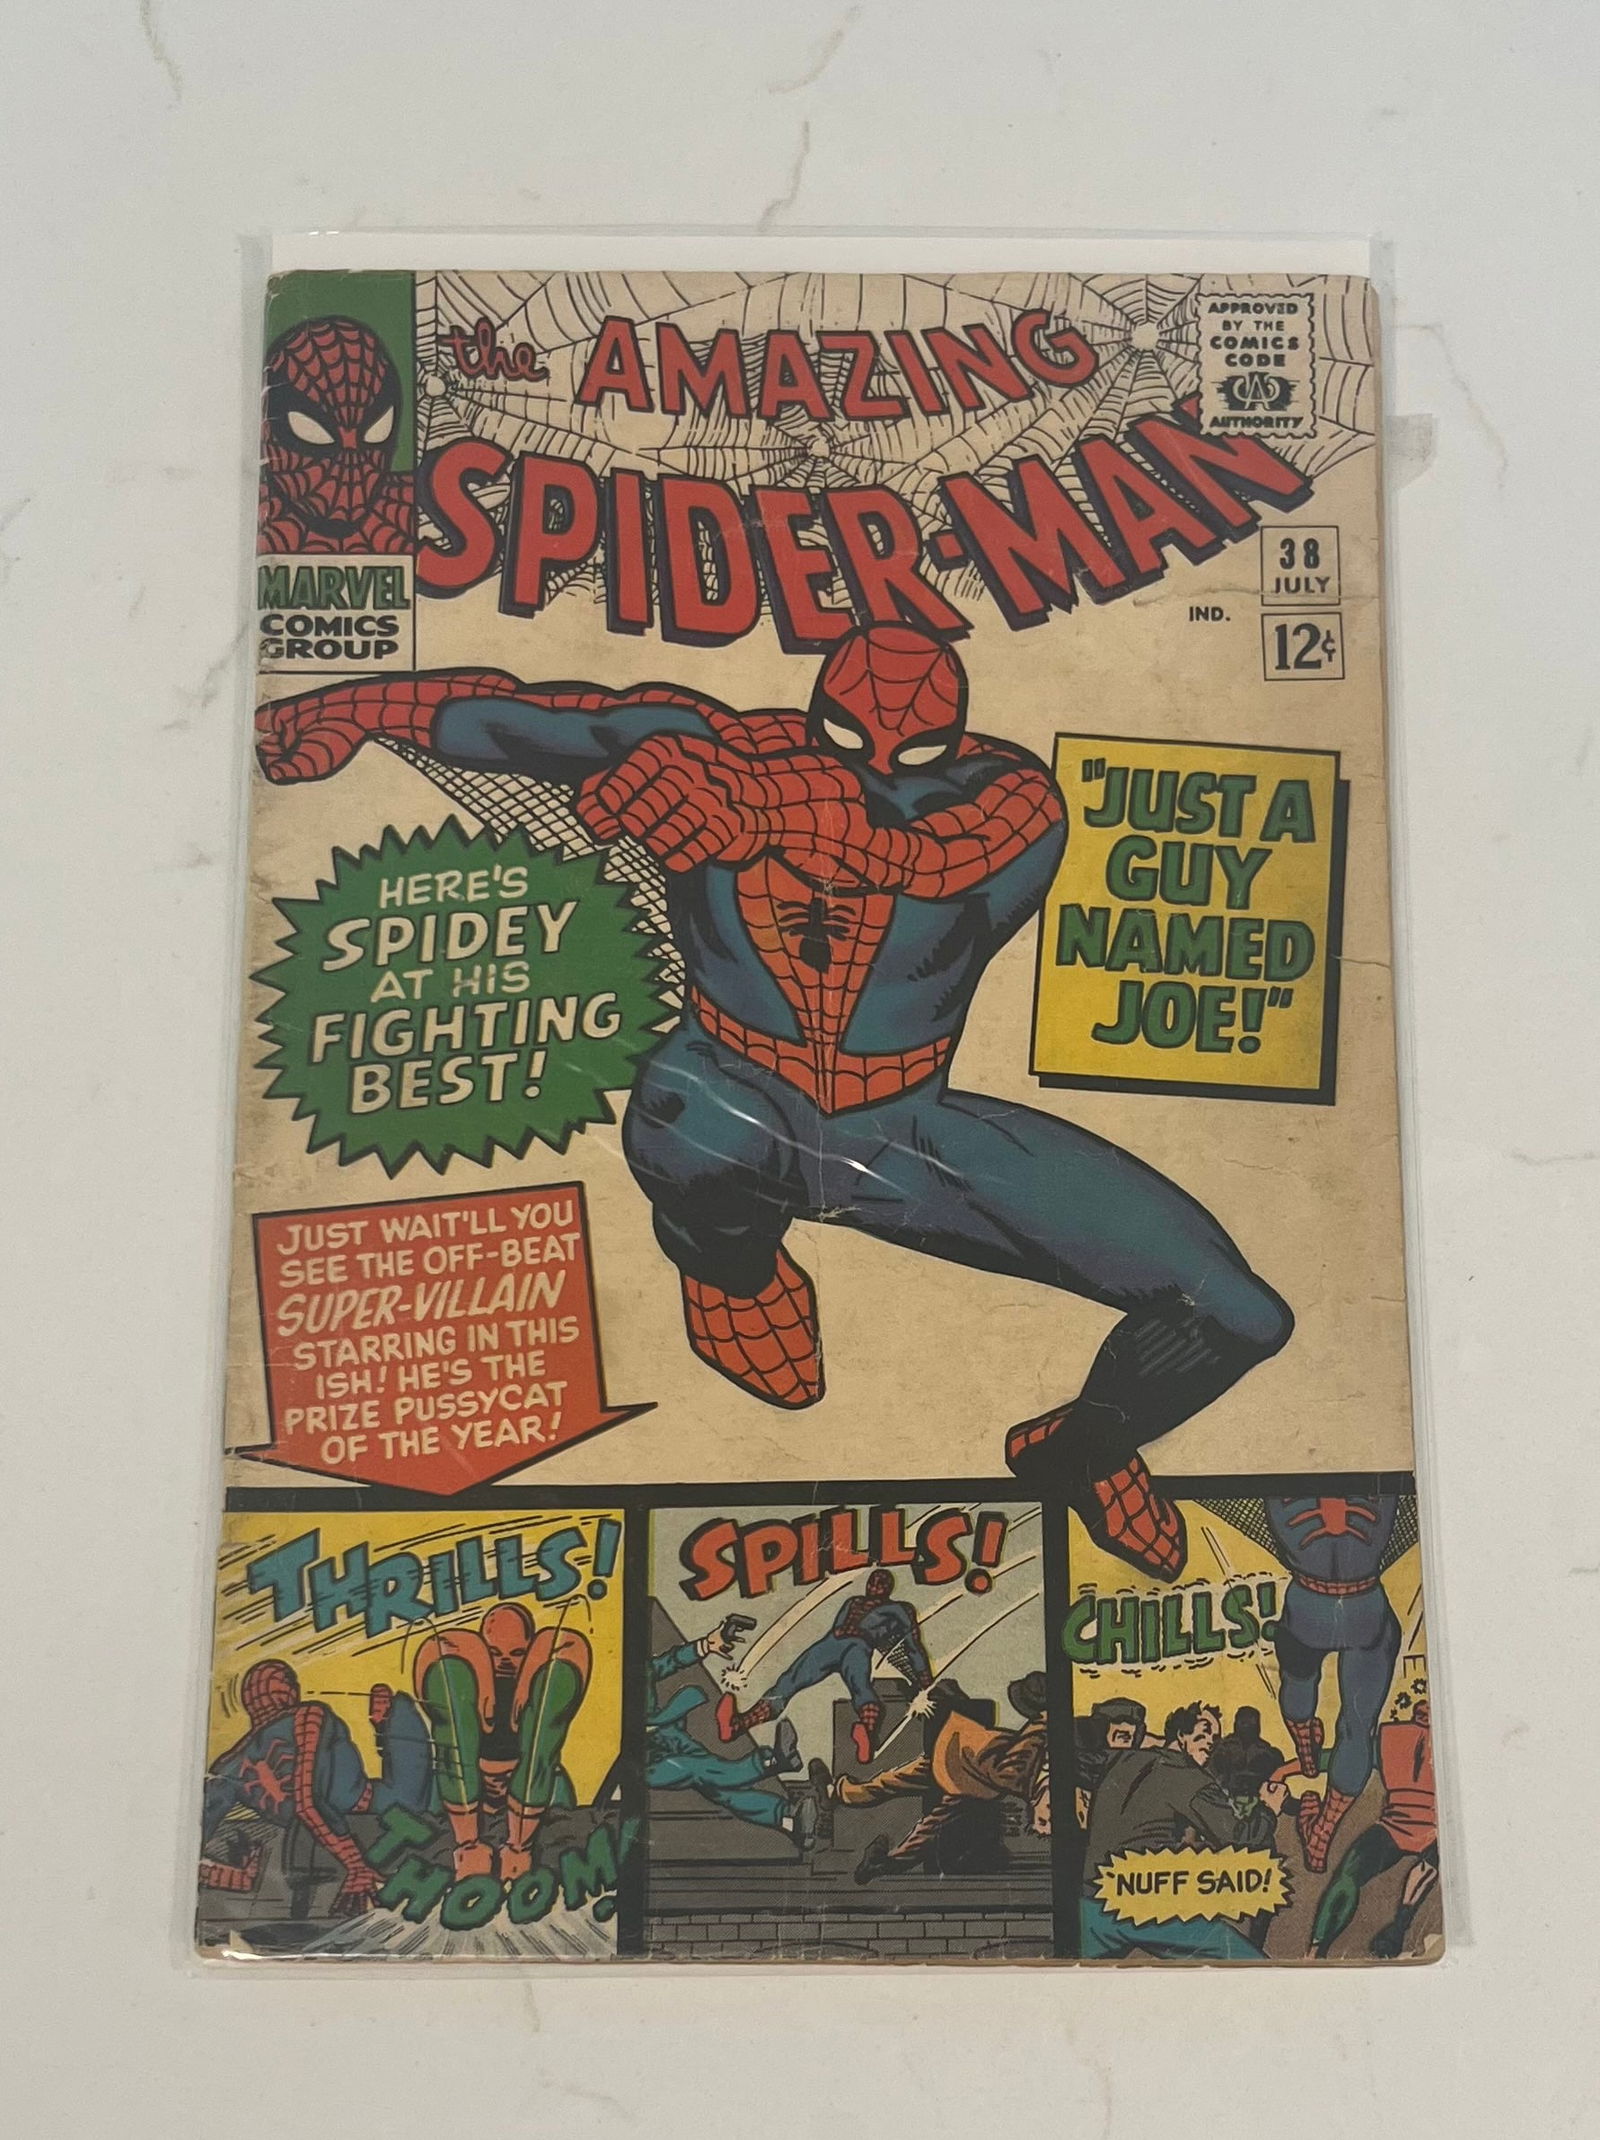 the AMAZING
SPIDER-MAN
APPROVED
BY THE
COMICS
CODE
CA
AUTHORITY
MARVEL
COMICS
GROUP
38
JULY
IND.
12¢
"JUST A
GUY
NAMED
JOE!"
HERE'S
SPIDEY
AT HIS
FIGHTING
BEST!
JUST WAIT'LL YOU
SEE THE OFF-BEAT
SUPER-VILLAIN
STARRING IN THIS
ISH! HE'S THE
PRIZE PUSSYCAT
OF THE YEAR!
THRILLS!
THOOM!
SPILLS!
CHILLS!
'NUFF SAID!